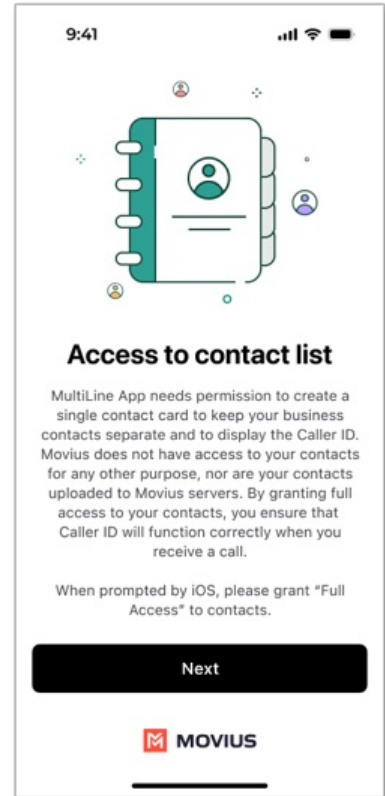 9:41
Access to contact list
MultiLine App needs permission to create a
single contact card to keep your business
contacts separate and to display the Caller ID.
Movius does not have access to your contacts
for any other purpose, nor are your contacts
uploaded to Movius servers. By granting full
access to your contacts, you ensure that
Caller ID will function correctly when you
receive a call.
When prompted by iOS, please grant “Full
Access” to contacts.
Next
MOVIUS